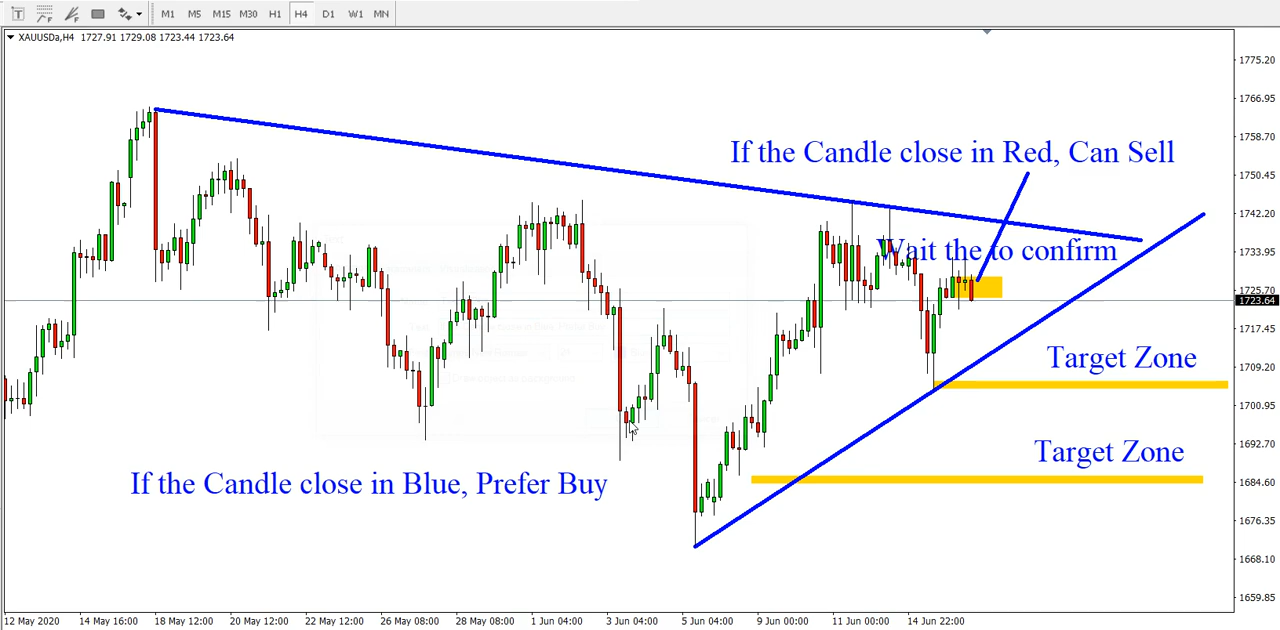 T F F M1 M5 M15 M30 H1 H4 D1 W1 MN
XAUUSDa,H4 1727.91 1729.08 1723.44 1723.64
1775.20
1766.95
1758.70
If the Candle close in Red, Can Sell
1750.45
1742.20
Wait the to confirm
1733.95
1725.70
1723.64
1717.45
Target Zone
1709.20
1700.95
1692.70
Target Zone
If the Candle close in Blue, Prefer Buy
1684.60
1676.35
1668.10
1659.85
12 May 2020 14 May 16:00 18 May 12:00 20 May 12:00 22 May 12:00 26 May 08:00 28 May 08:00 1 Jun 04:00 3 Jun 04:00 5 Jun 04:00 9 Jun 00:00 11 Jun 00:00 14 Jun 22:00